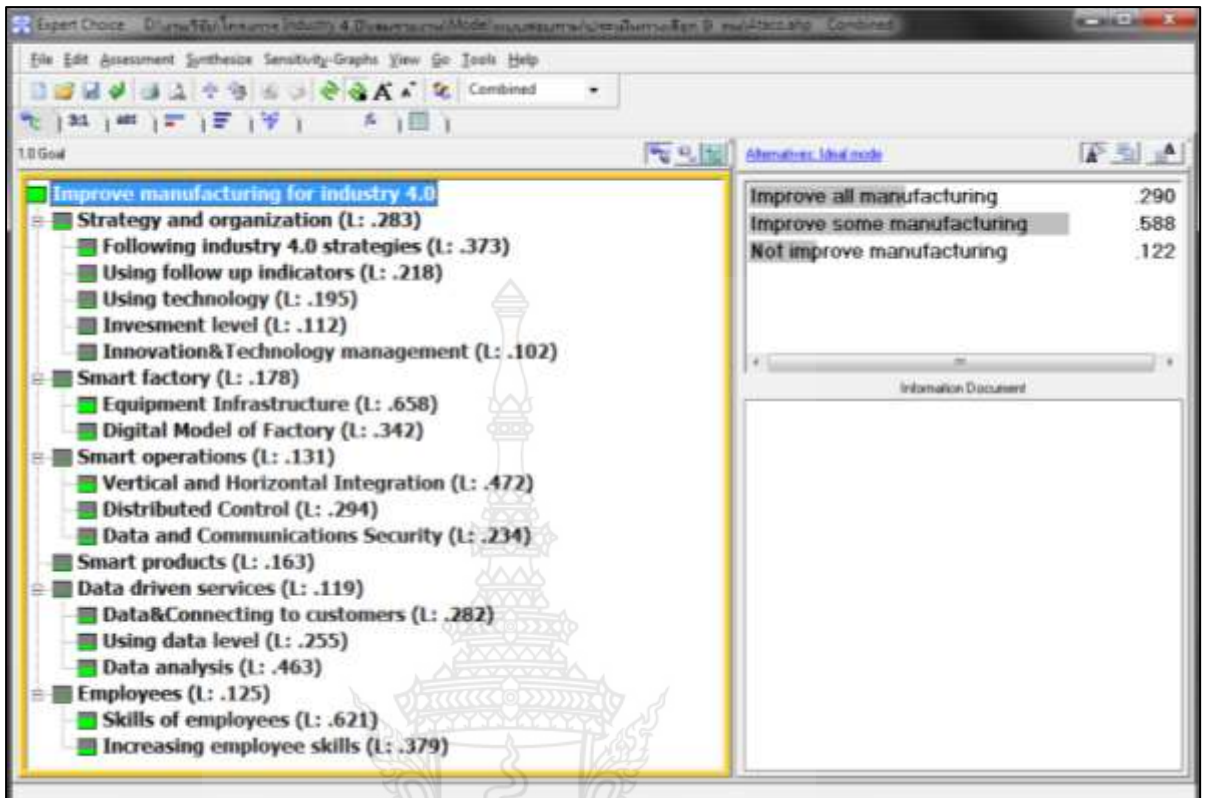 Expert Choice
Combined
File Edit Assessment Synthesize Sensitivity-Graphs View Go Tools Help
Combined
3:1 ABC
1.0 Goal
Alternatives: Ideal mode
Improve manufacturing for industry 4.0
Strategy and organization (L: .283)
Following industry 4.0 strategies (L: .373)
Using follow up indicators (L: .218)
Using technology (L: .195)
Invesment level (L: .112)
Innovation&Technology management (L: .102)
Smart factory (L: .178)
Equipment Infrastructure (L: .658)
Digital Model of Factory (L: .342)
Smart operations (L: .131)
Vertical and Horizontal Integration (L: .472)
Distributed Control (L: .294)
Data and Communications Security (L: .234)
Smart products (L: .163)
Data driven services (L: .119)
Data&Connecting to customers (L: .282)
Using data level (L: .255)
Data analysis (L: .463)
Employees (L: .125)
Skills of employees (L: .621)
Increasing employee skills (L: .379)
Improve all manufacturing .290
Improve some manufacturing .588
Not improve manufacturing .122
Information Document